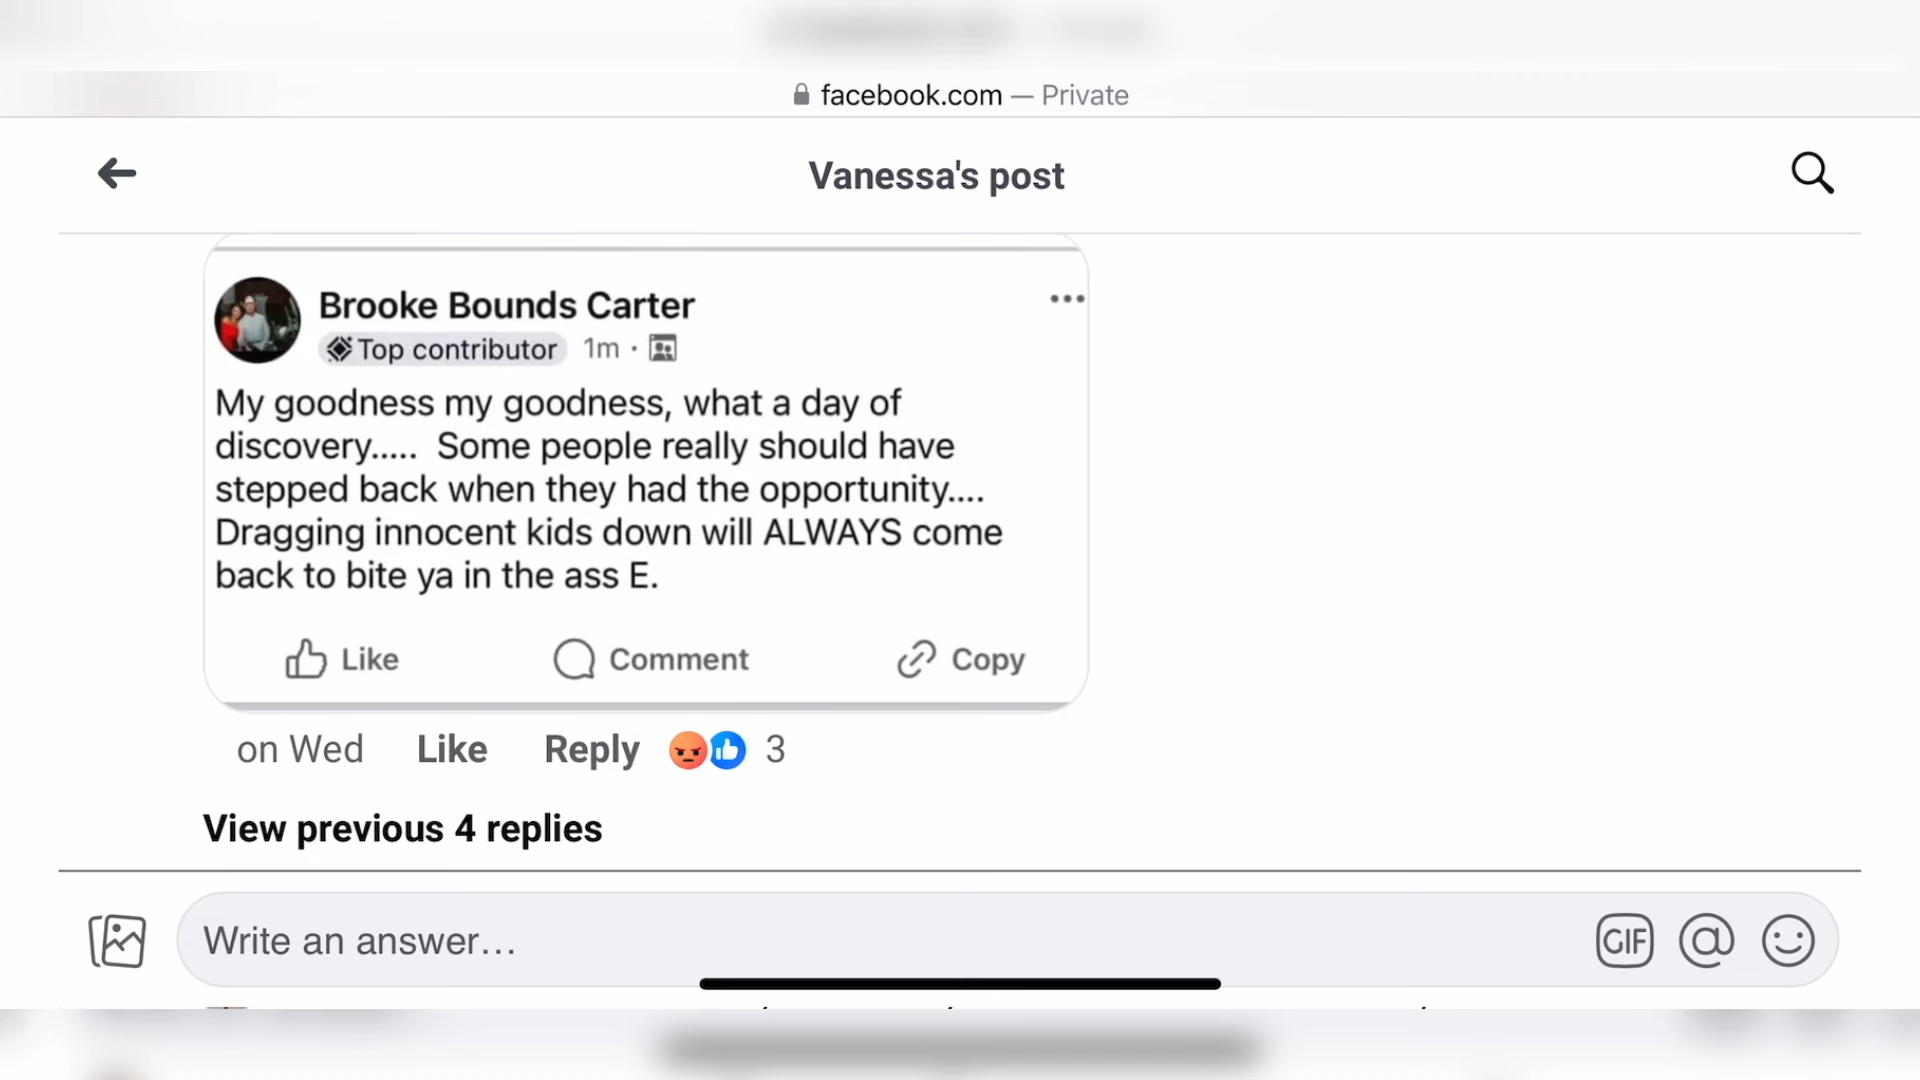 facebook.com — Private
Vanessa's post
Brooke Bounds Carter
Top contributor 1m ·
My goodness my goodness, what a day of
discovery..... Some people really should have
stepped back when they had the opportunity....
Dragging innocent kids down will ALWAYS come
back to bite ya in the ass E.
Like Comment Copy
on Wed Like Reply 3
View previous 4 replies
Write an answer... GIF @